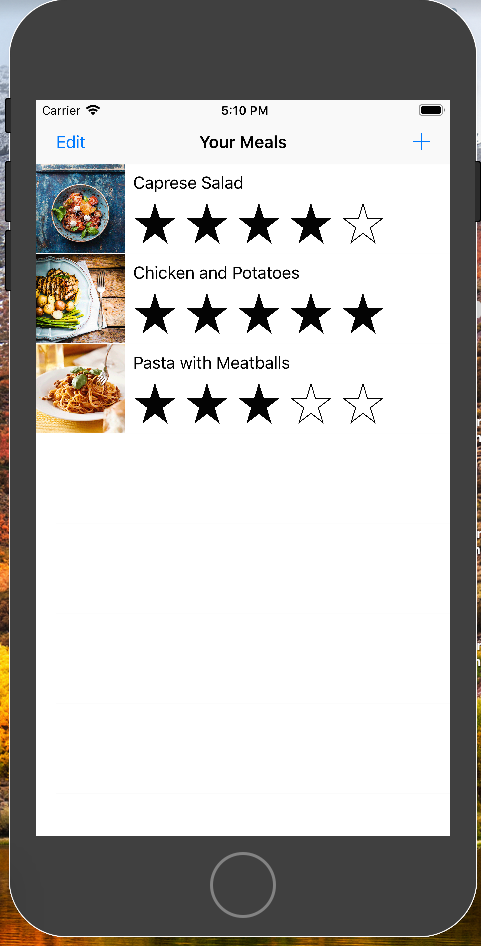 Carrier 5:10 PM
Edit Your Meals +
Caprese Salad
Chicken and Potatoes
Pasta with Meatballs